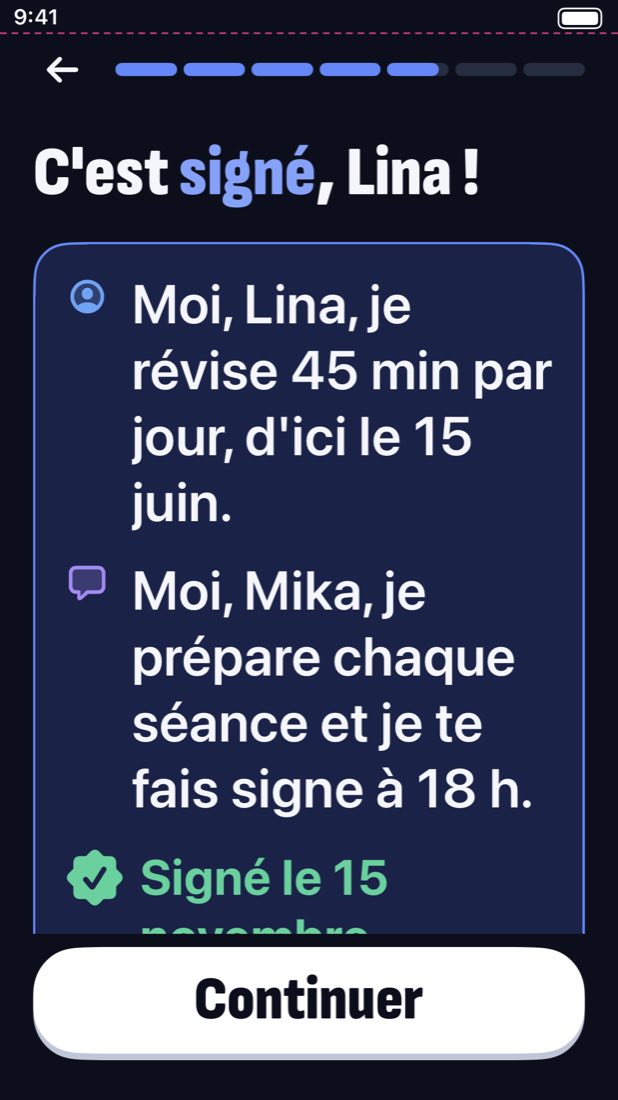 9:41
C'est signé, Lina !
Moi, Lina, je
révise 45 min par
jour, d'ici le 15
juin.
Moi, Mika, je
prépare chaque
séance et je te
fais signe à 18 h.
Signé le 15
novembre
Continuer